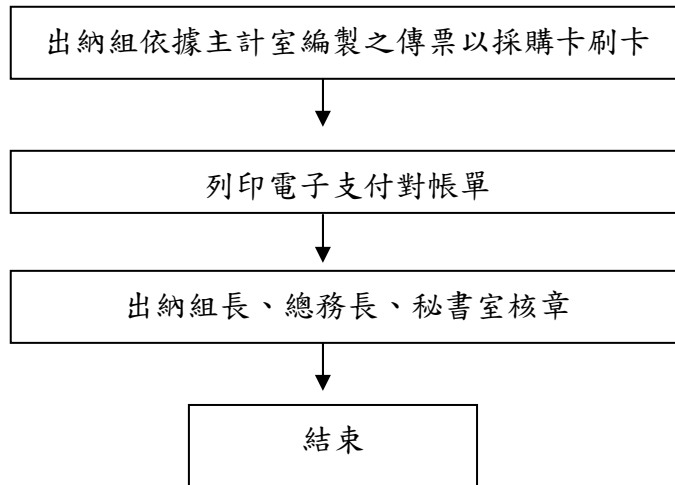 出納組依據主計室編製之傳票以採購卡刷卡
列印電子支付對帳單
出納組長、總務長、秘書室核章
結束